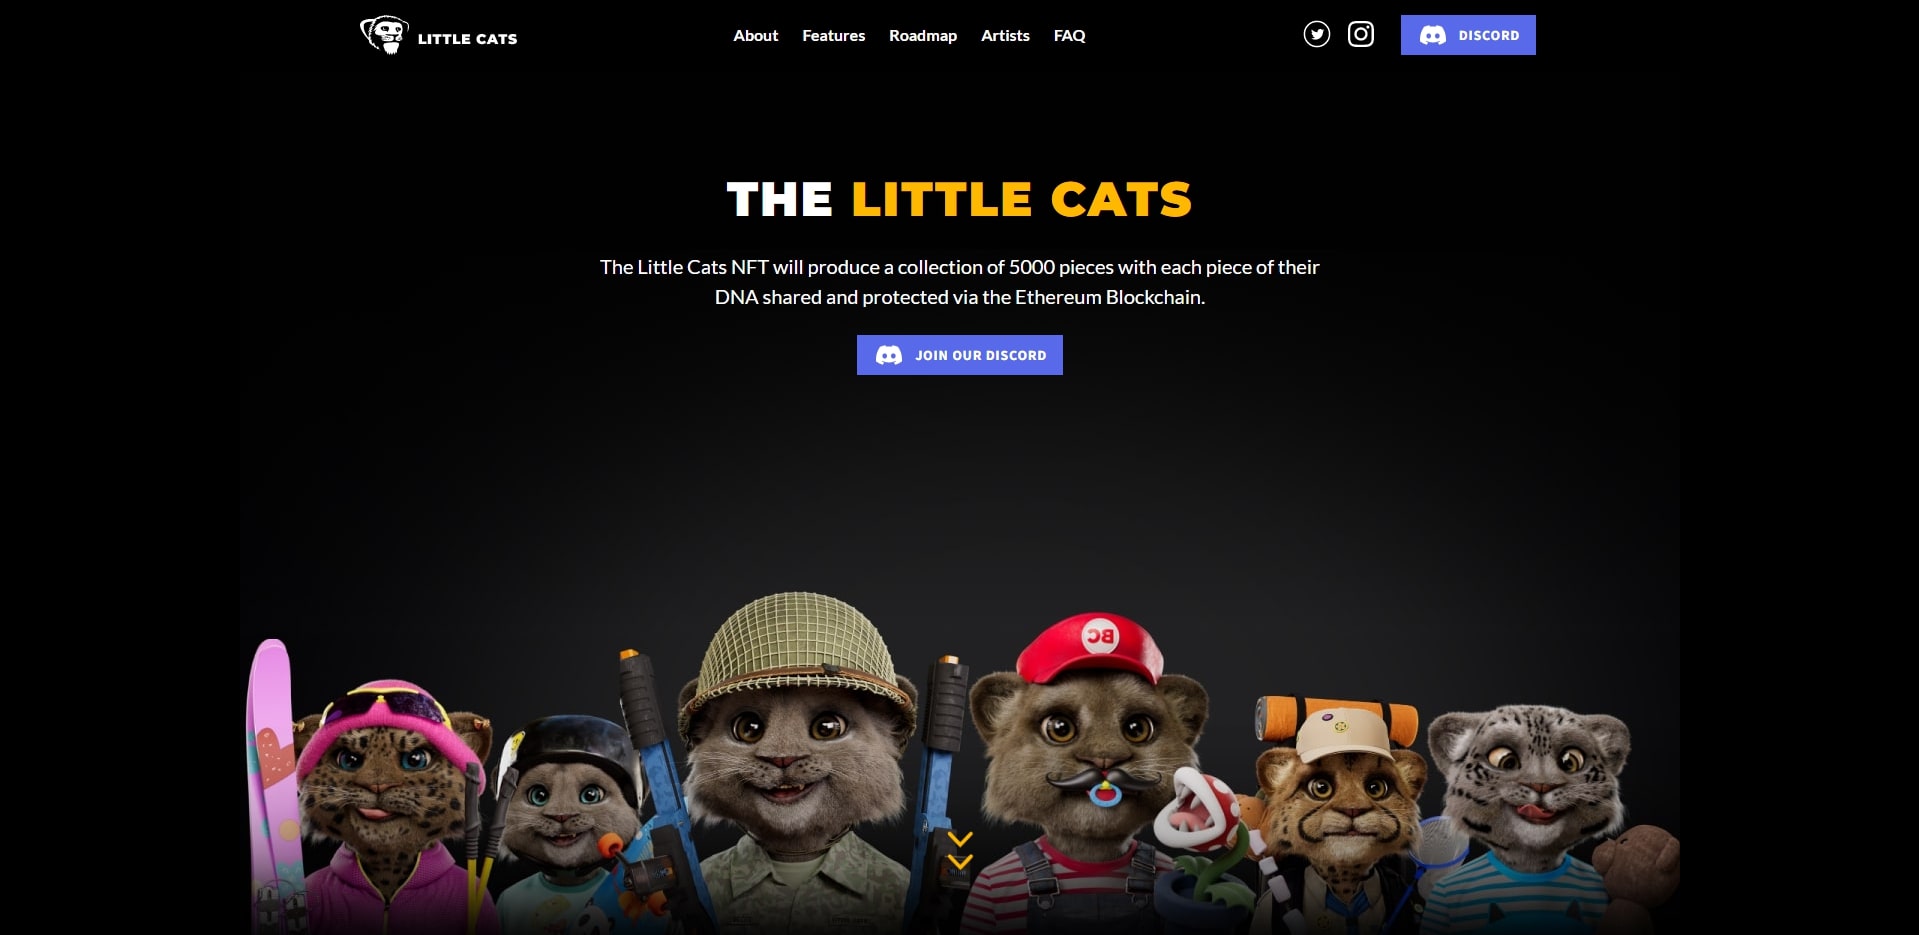 LITTLE CATS
About Features Roadmap Artists FAQ
DISCORD
THE LITTLE CATS
The Little Cats NFT will produce a collection of 5000 pieces with each piece of their
DNA shared and protected via the Ethereum Blockchain.
JOIN OUR DISCORD
BC